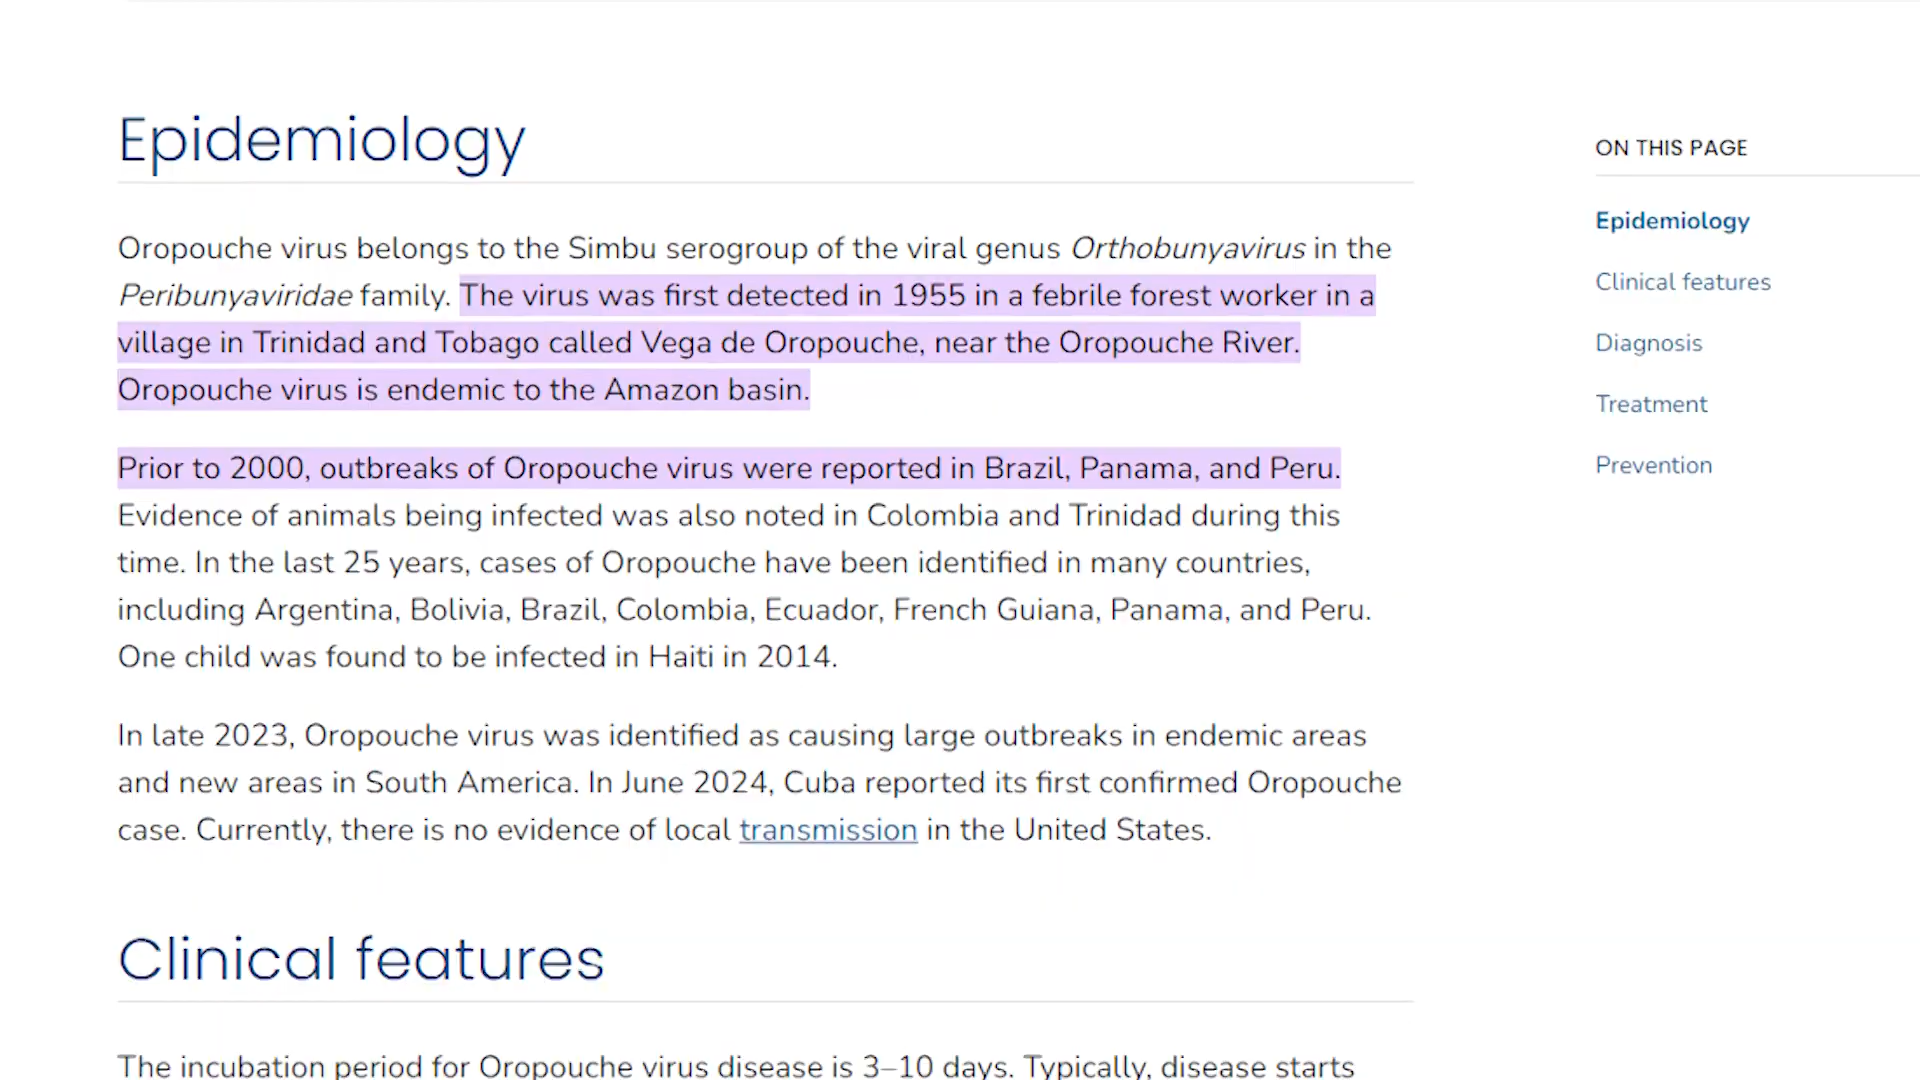 Epidemiology
Oropouche virus belongs to the Simbu serogroup of the viral genus Orthobunyavirus in the
Peribunyaviridae family. The virus was first detected in 1955 in a febrile forest worker in a
village in Trinidad and Tobago called Vega de Oropouche, near the Oropouche River.
Oropouche virus is endemic to the Amazon basin.
Prior to 2000, outbreaks of Oropouche virus were reported in Brazil, Panama, and Peru.
Evidence of animals being infected was also noted in Colombia and Trinidad during this
time. In the last 25 years, cases of Oropouche have been identified in many countries,
including Argentina, Bolivia, Brazil, Colombia, Ecuador, French Guiana, Panama, and Peru.
One child was found to be infected in Haiti in 2014.
In late 2023, Oropouche virus was identified as causing large outbreaks in endemic areas
and new areas in South America. In June 2024, Cuba reported its first confirmed Oropouche
case. Currently, there is no evidence of local transmission in the United States.
Clinical features
The incubation period for Oropouche virus disease is 3–10 days. Typically, disease starts
ON THIS PAGE
Epidemiology
Clinical features
Diagnosis
Treatment
Prevention